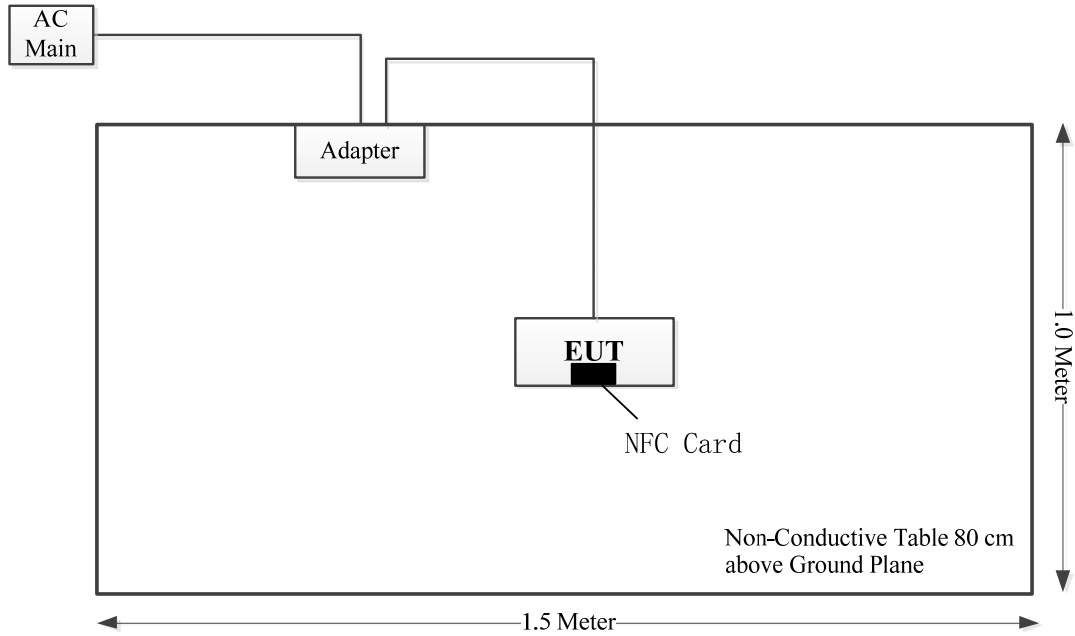 AC
Main
Adapter
EUT
NFC Card
1.0 Meter
Non-Conductive Table 80 cm
above Ground Plane
1.5 Meter